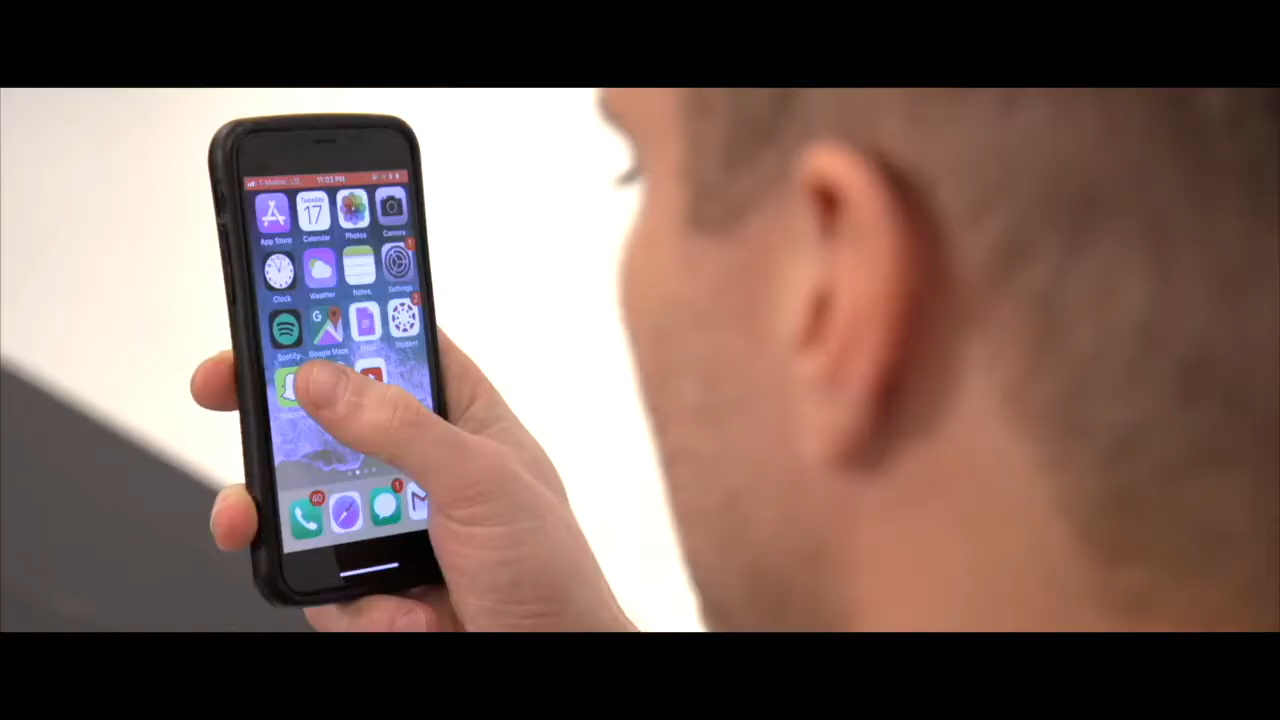 T-Mobile LTE 11:03 PM
Tuesday
17
App Store Calendar Photos Camera
1
Clock Weather Notes Settings
2
G
Spotify Google Maps Student
40 1